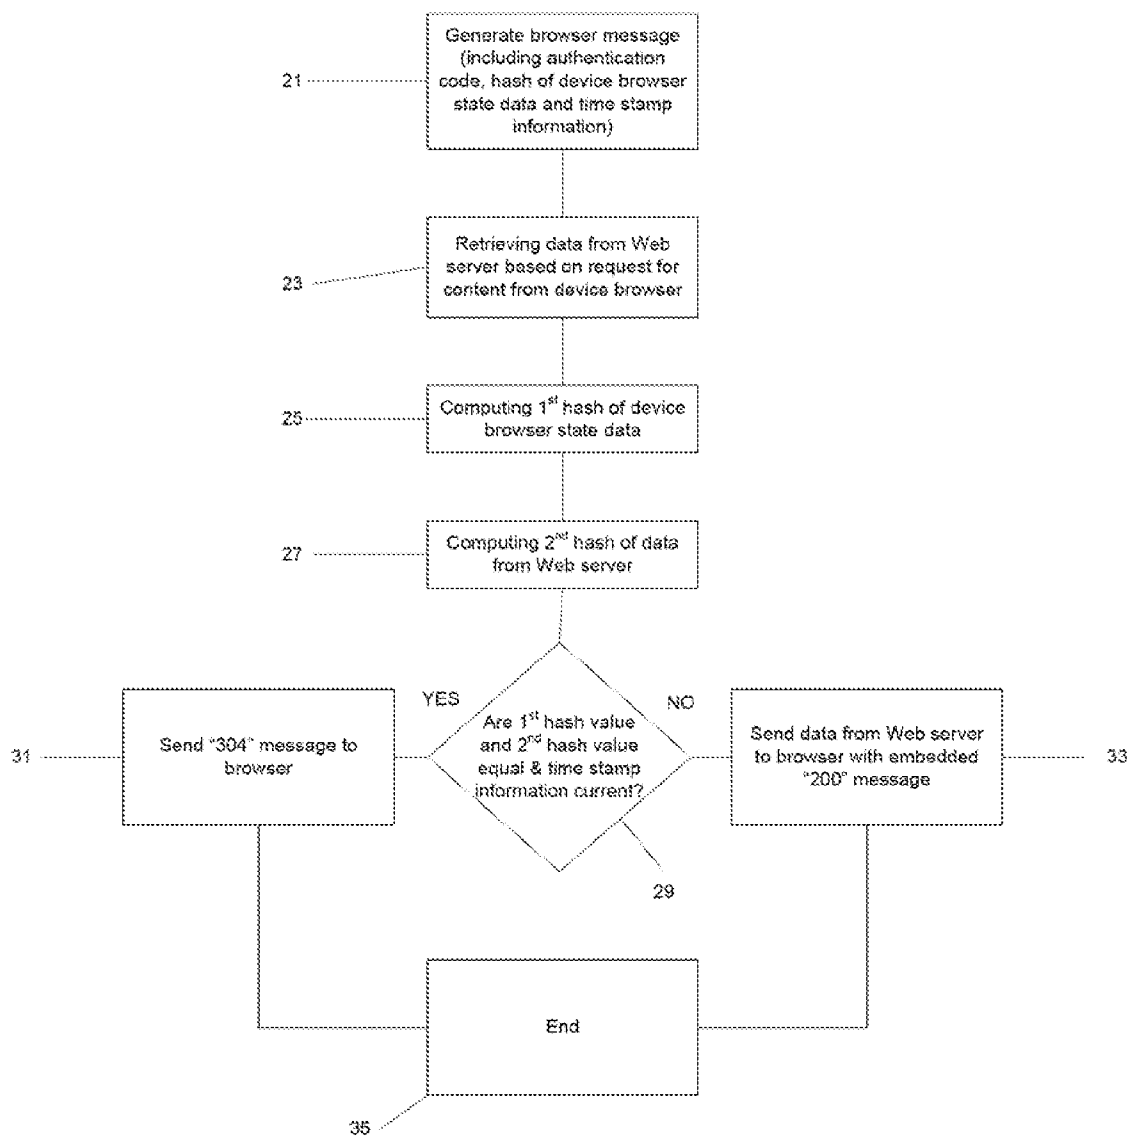 Generate browser message
(including authentication
code, hash of device browser
state data and time stamp
information)
21
Retrieving data from Web
server based on request for
content from device browser
23
Computing 1st hash of device
browser state data
25
Computing 2nd hash of data
from Web server
27
YES
NO
Are 1st hash value
and 2nd hash value
equal & time stamp
information current?
29
Send "304" message to
browser
31
Send data from Web server
to browser with embedded
"200" message
33
End
35